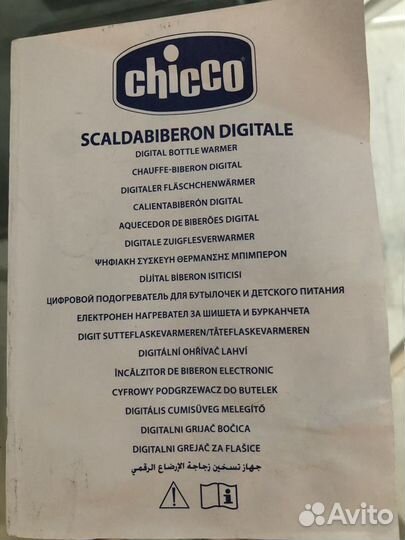 chicco
SCALDABIBERON DIGITALE
DIGITAL BOTTLE WARMER
CHAUFFE-BIBERON DIGITAL
DIGITALER FLÄSCHCHENWÄRMER
CALIENTABIBERÓN DIGITAL
AQUECEDOR DE BIBERÕES DIGITAL
DIGITALE ZUIGFLESVERWARMER
ΨΗΦΙΑΚΗ ΣΥΣΚΕΥΗ ΘΕΡΜΑΝΣΗΣ ΜΠΙΜΠΕΡΟΝ
DİJİTAL BİBERON ISITICISI
ЦИФРОВОЙ ПОДОГРЕВАТЕЛЬ ДЛЯ БУТЫЛОЧЕК И ДЕТСКОГО ПИТАНИЯ
ЕЛЕКТРОНЕН НАГРЕВАТЕЛ ЗА ШИШЕТА И БУРКАНЧЕТА
DIGIT SUTTEFLASKEVARMEREN/TÅTEFLASKEVARMEREN
DIGITÁLNÍ OHŘÍVAČ LAHVÍ
ÎNCĂLZITOR DE BIBERON ELECTRONIC
CYFROWY PODGRZEWACZ DO BUTELEK
DIGITÁLIS CUMISÜVEG MELEGÍTŐ
DIGITALNI GRIJAČ BOČICA
DIGITALNI GREJAČ ZA FLAŠICE
جهاز تسخين زجاجة الإرضاع الرقمي
Avito